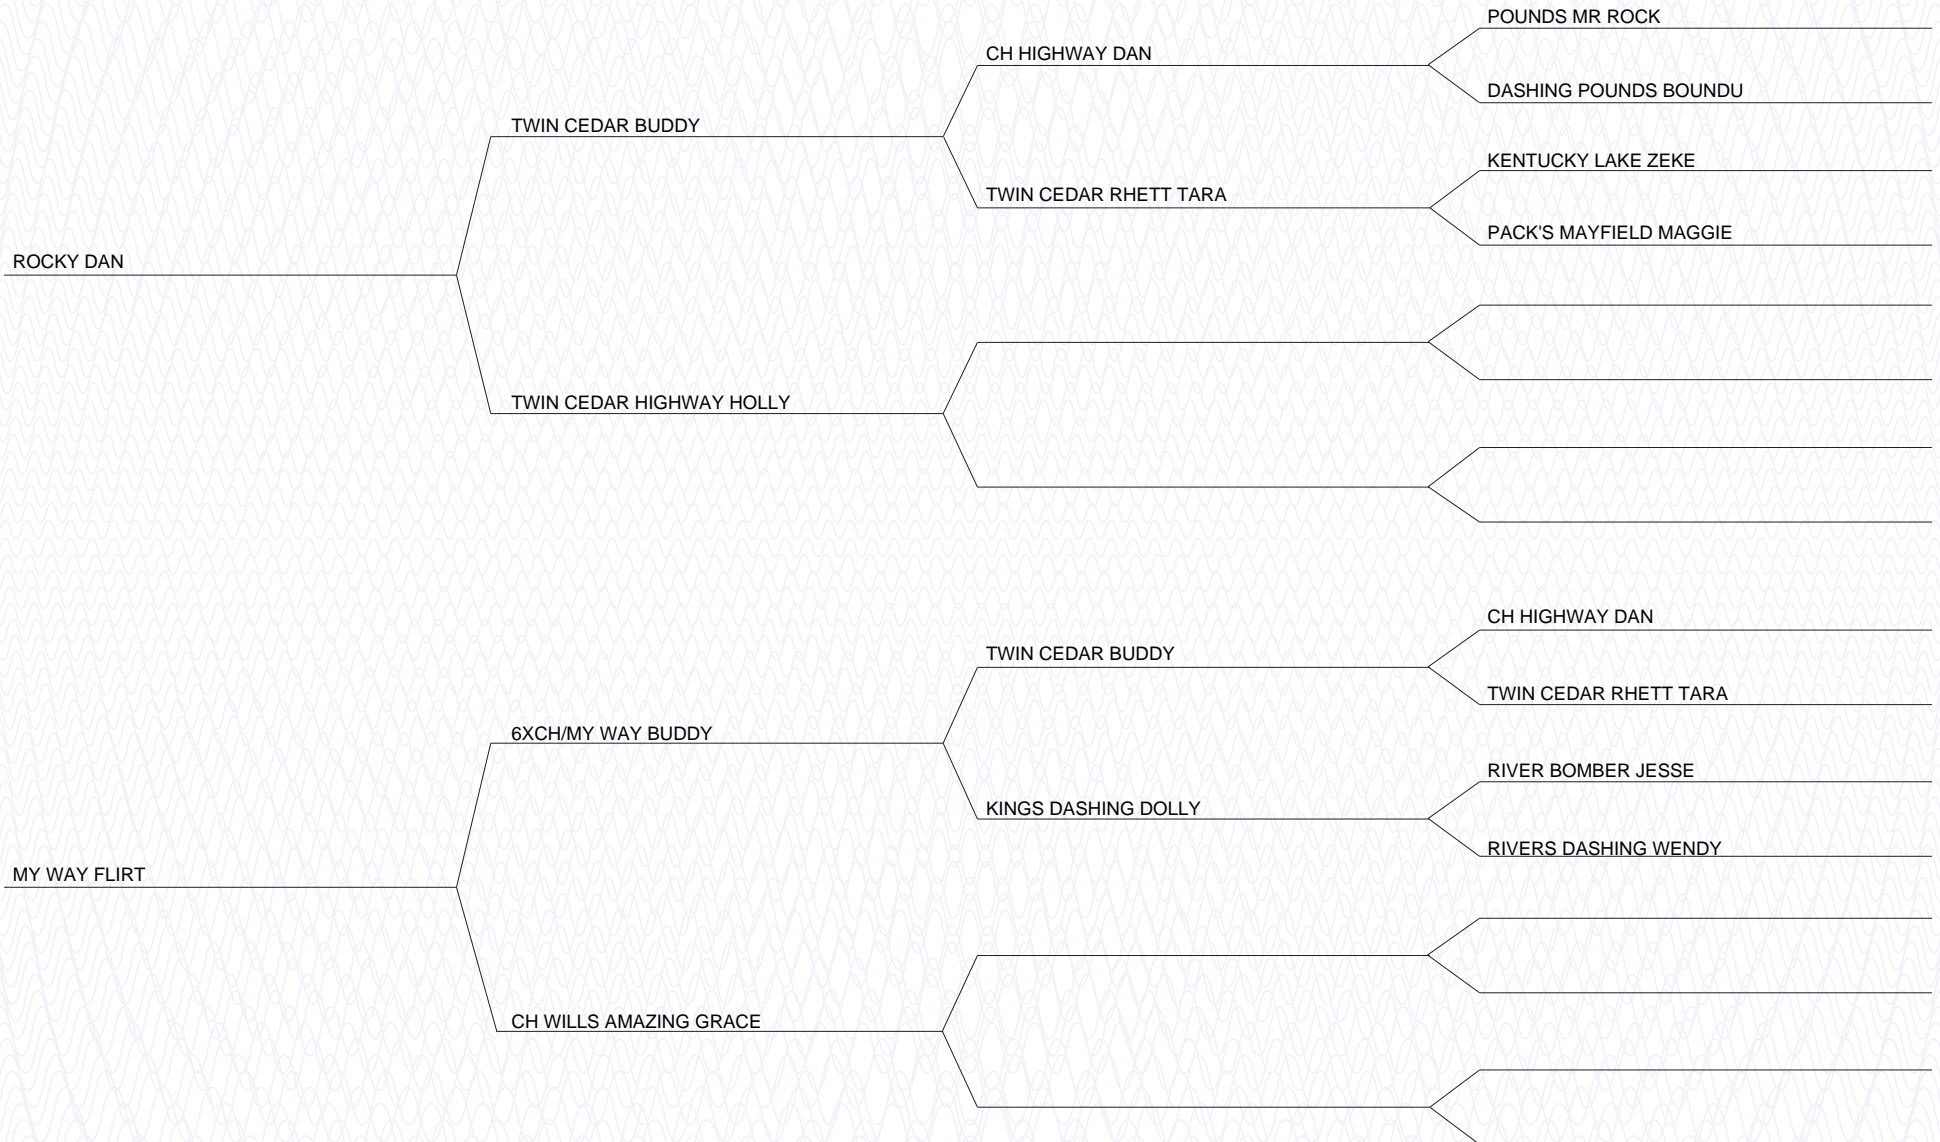 POUNDS MR ROCK
CH HIGHWAY DAN
DASHING POUNDS BOUNDU
TWIN CEDAR BUDDY
KENTUCKY LAKE ZEKE
TWIN CEDAR RHETT TARA
PACK'S MAYFIELD MAGGIE
ROCKY DAN
TWIN CEDAR HIGHWAY HOLLY
CH HIGHWAY DAN
TWIN CEDAR BUDDY
TWIN CEDAR RHETT TARA
6XCH/MY WAY BUDDY
RIVER BOMBER JESSE
KINGS DASHING DOLLY
RIVERS DASHING WENDY
MY WAY FLIRT
CH WILLS AMAZING GRACE